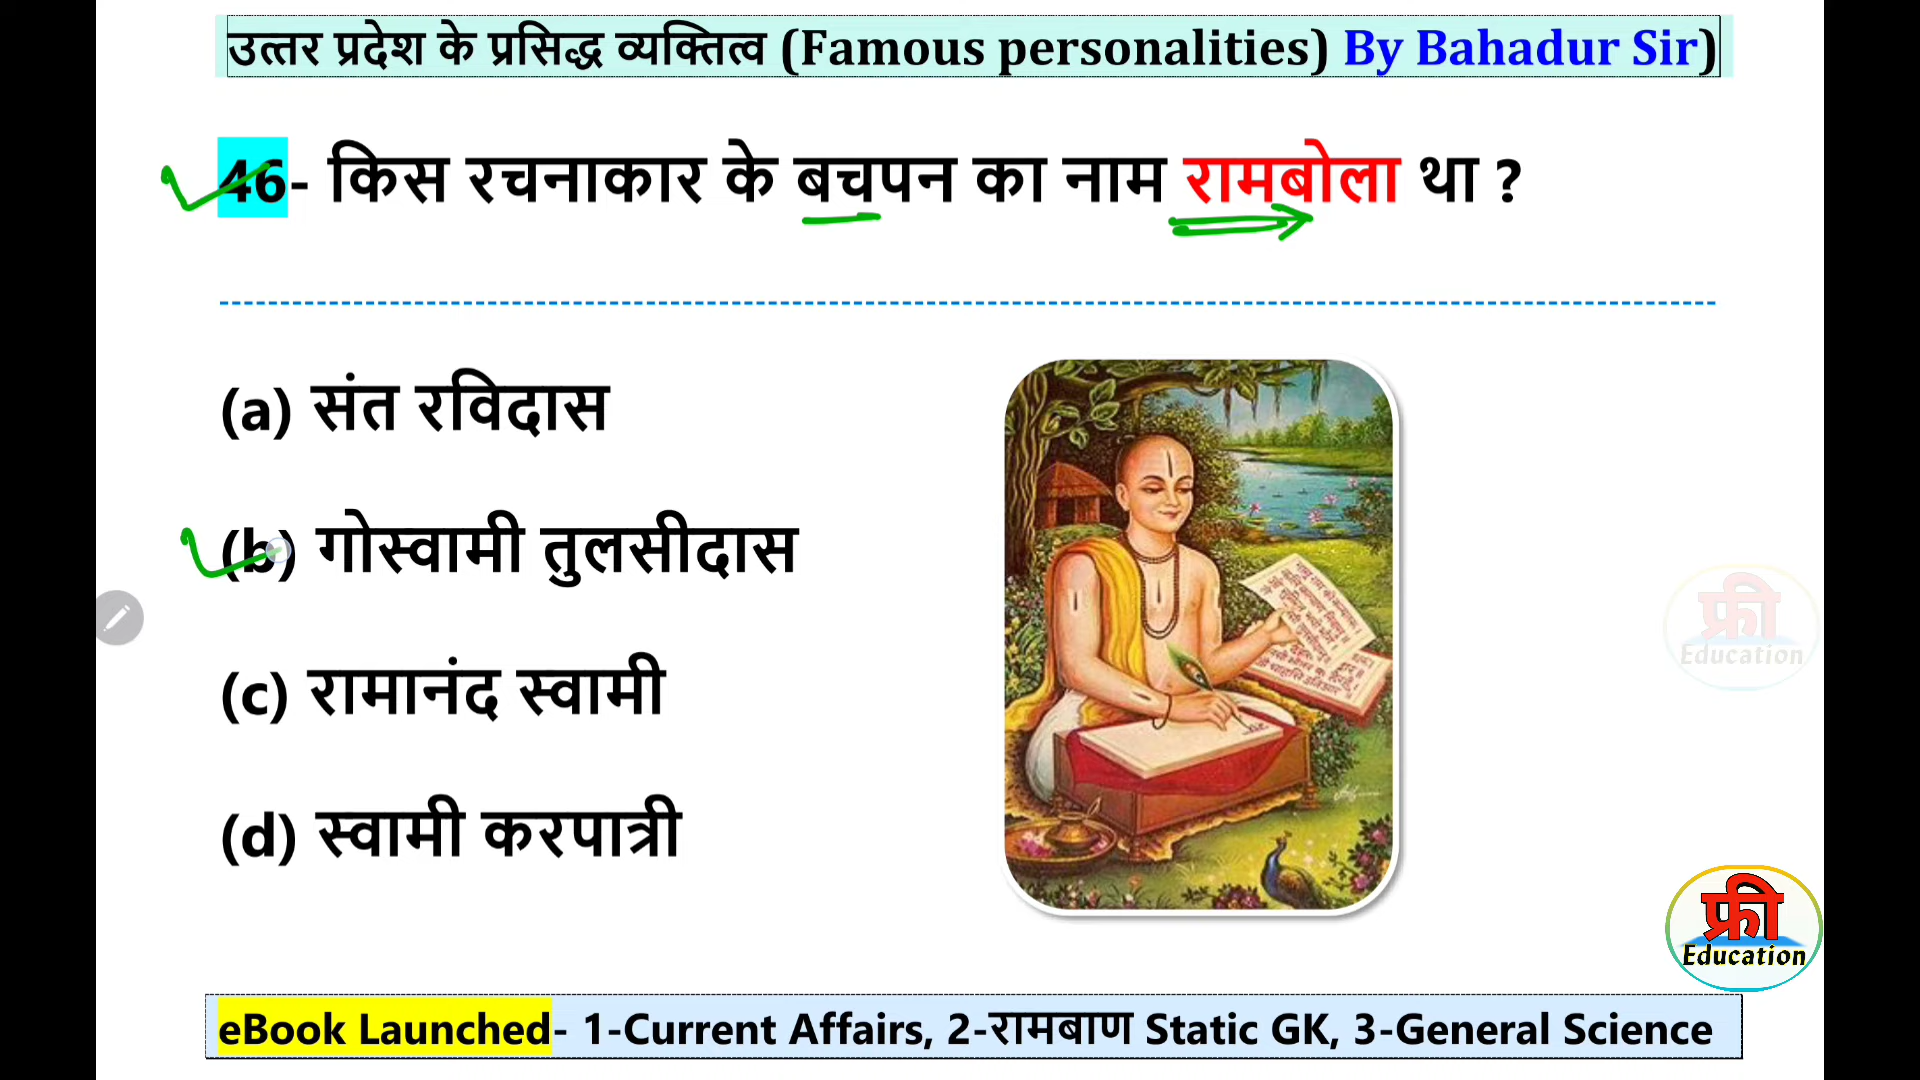 उत्तर प्रदेश के प्रसिद्ध व्यक्तित्व (Famous personalities) By Bahadur Sir)
46- किस रचनाकार के बचपन का नाम रामबोला था ?
(a) संत रविदास
(b) गोस्वामी तुलसीदास
(c) रामानंद स्वामी
(d) स्वामी करपात्री
फ्री
Education
फ्री
Education
eBook Launched- 1-Current Affairs, 2-रामबाण Static GK, 3-General Science